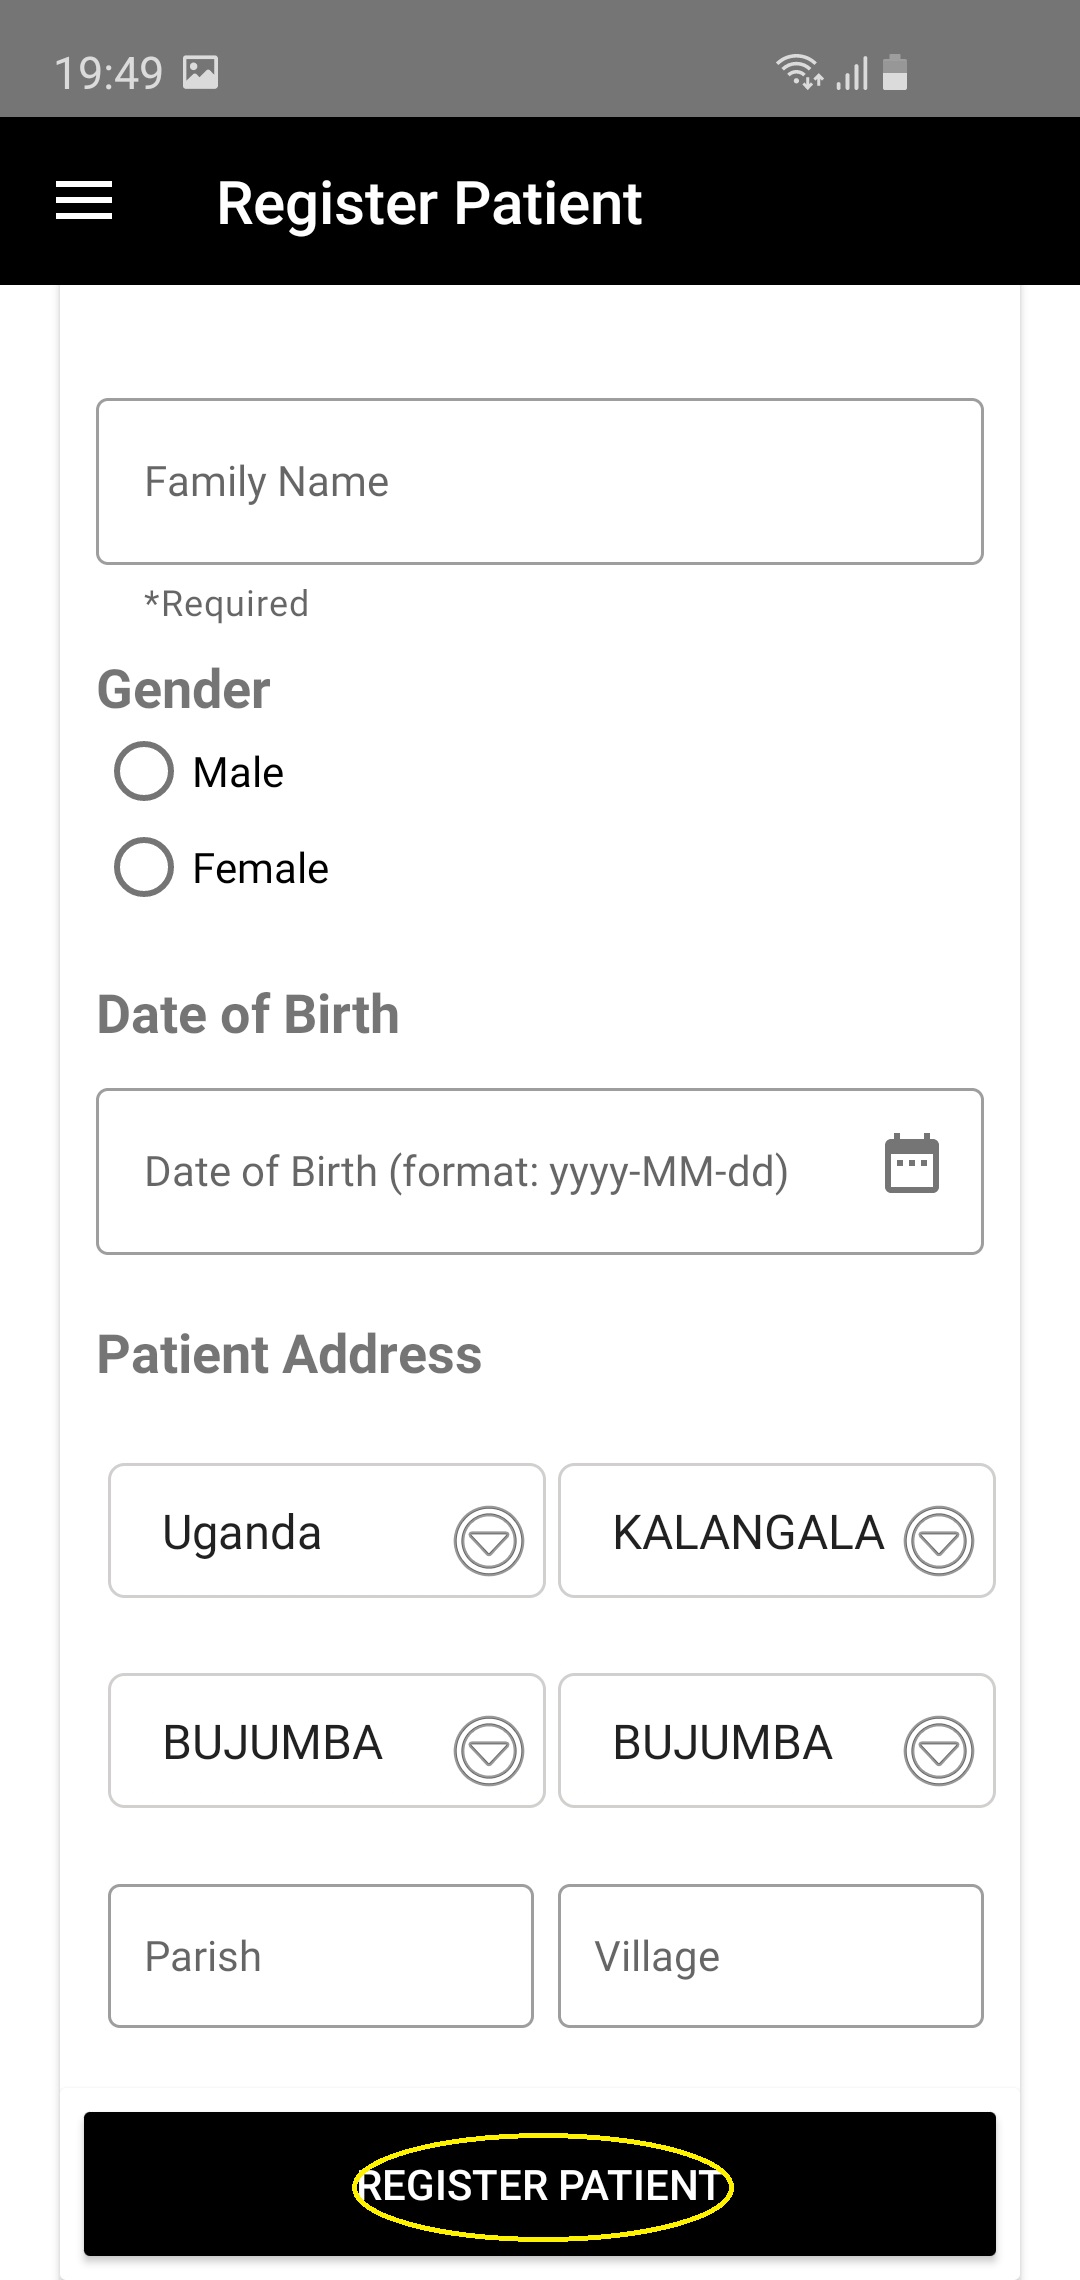 19:49
Register Patient
Family Name
*Required
Gender
Male
Female
Date of Birth
Date of Birth (format: yyyy-MM-dd)
Patient Address
Uganda KALANGALA
BUJUMBA BUJUMBA
Parish Village
REGISTER PATIENT